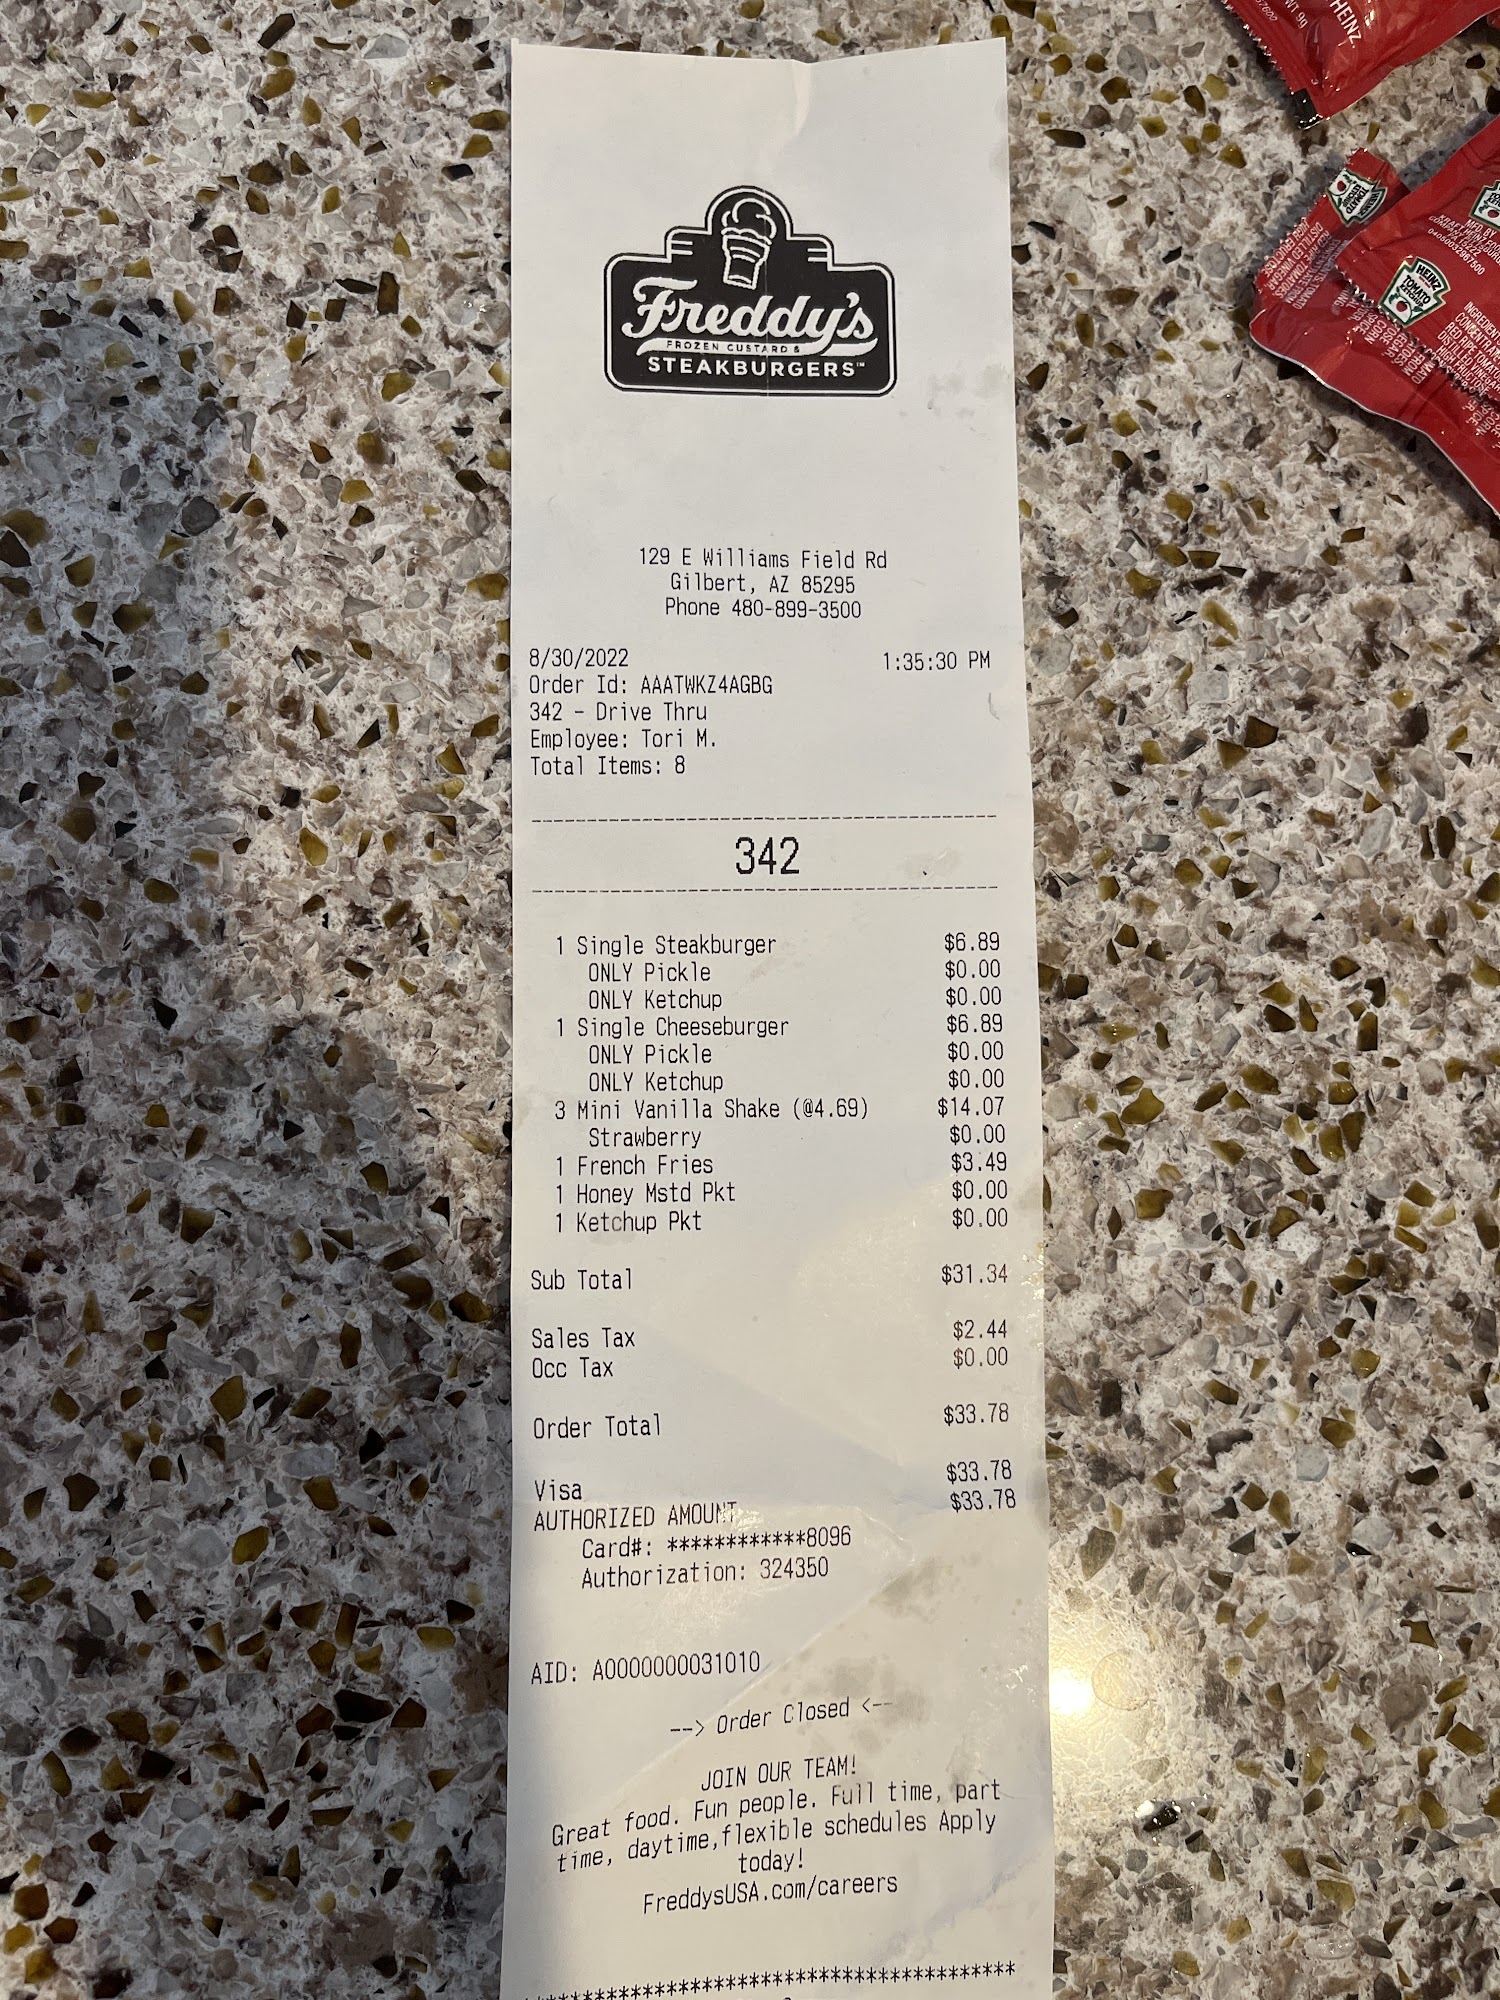 Freddy's
FROZEN CUSTARD &
STEAKBURGERS℠
129 E Williams Field Rd
Gilbert, AZ 85295
Phone 480-899-3500
8/30/2022 1:35:30 PM
Order Id: AAATWKZ4AGBG
342 - Drive Thru
Employee: Tori M.
Total Items: 8
342
1 Single Steakburger $6.89
ONLY Pickle $0.00
ONLY Ketchup $0.00
1 Single Cheeseburger $6.89
ONLY Pickle $0.00
ONLY Ketchup $0.00
3 Mini Vanilla Shake (@4.69) $14.07
Strawberry $0.00
1 French Fries $3.49
1 Honey Mstd Pkt $0.00
1 Ketchup Pkt $0.00
Sub Total $31.34
Sales Tax $2.44
Occ Tax $0.00
Order Total $33.78
Visa $33.78
AUTHORIZED AMOUNT $33.78
Card#: ************8096
Authorization: 324350
AID: A0000000031010
--> Order Closed <--
JOIN OUR TEAM!
Great food. Fun people. Full time, part
time, daytime,flexible schedules Apply
today!
FreddysUSA.com/careers
HEINZ
HEINZ
TOMATO
KETCHUP